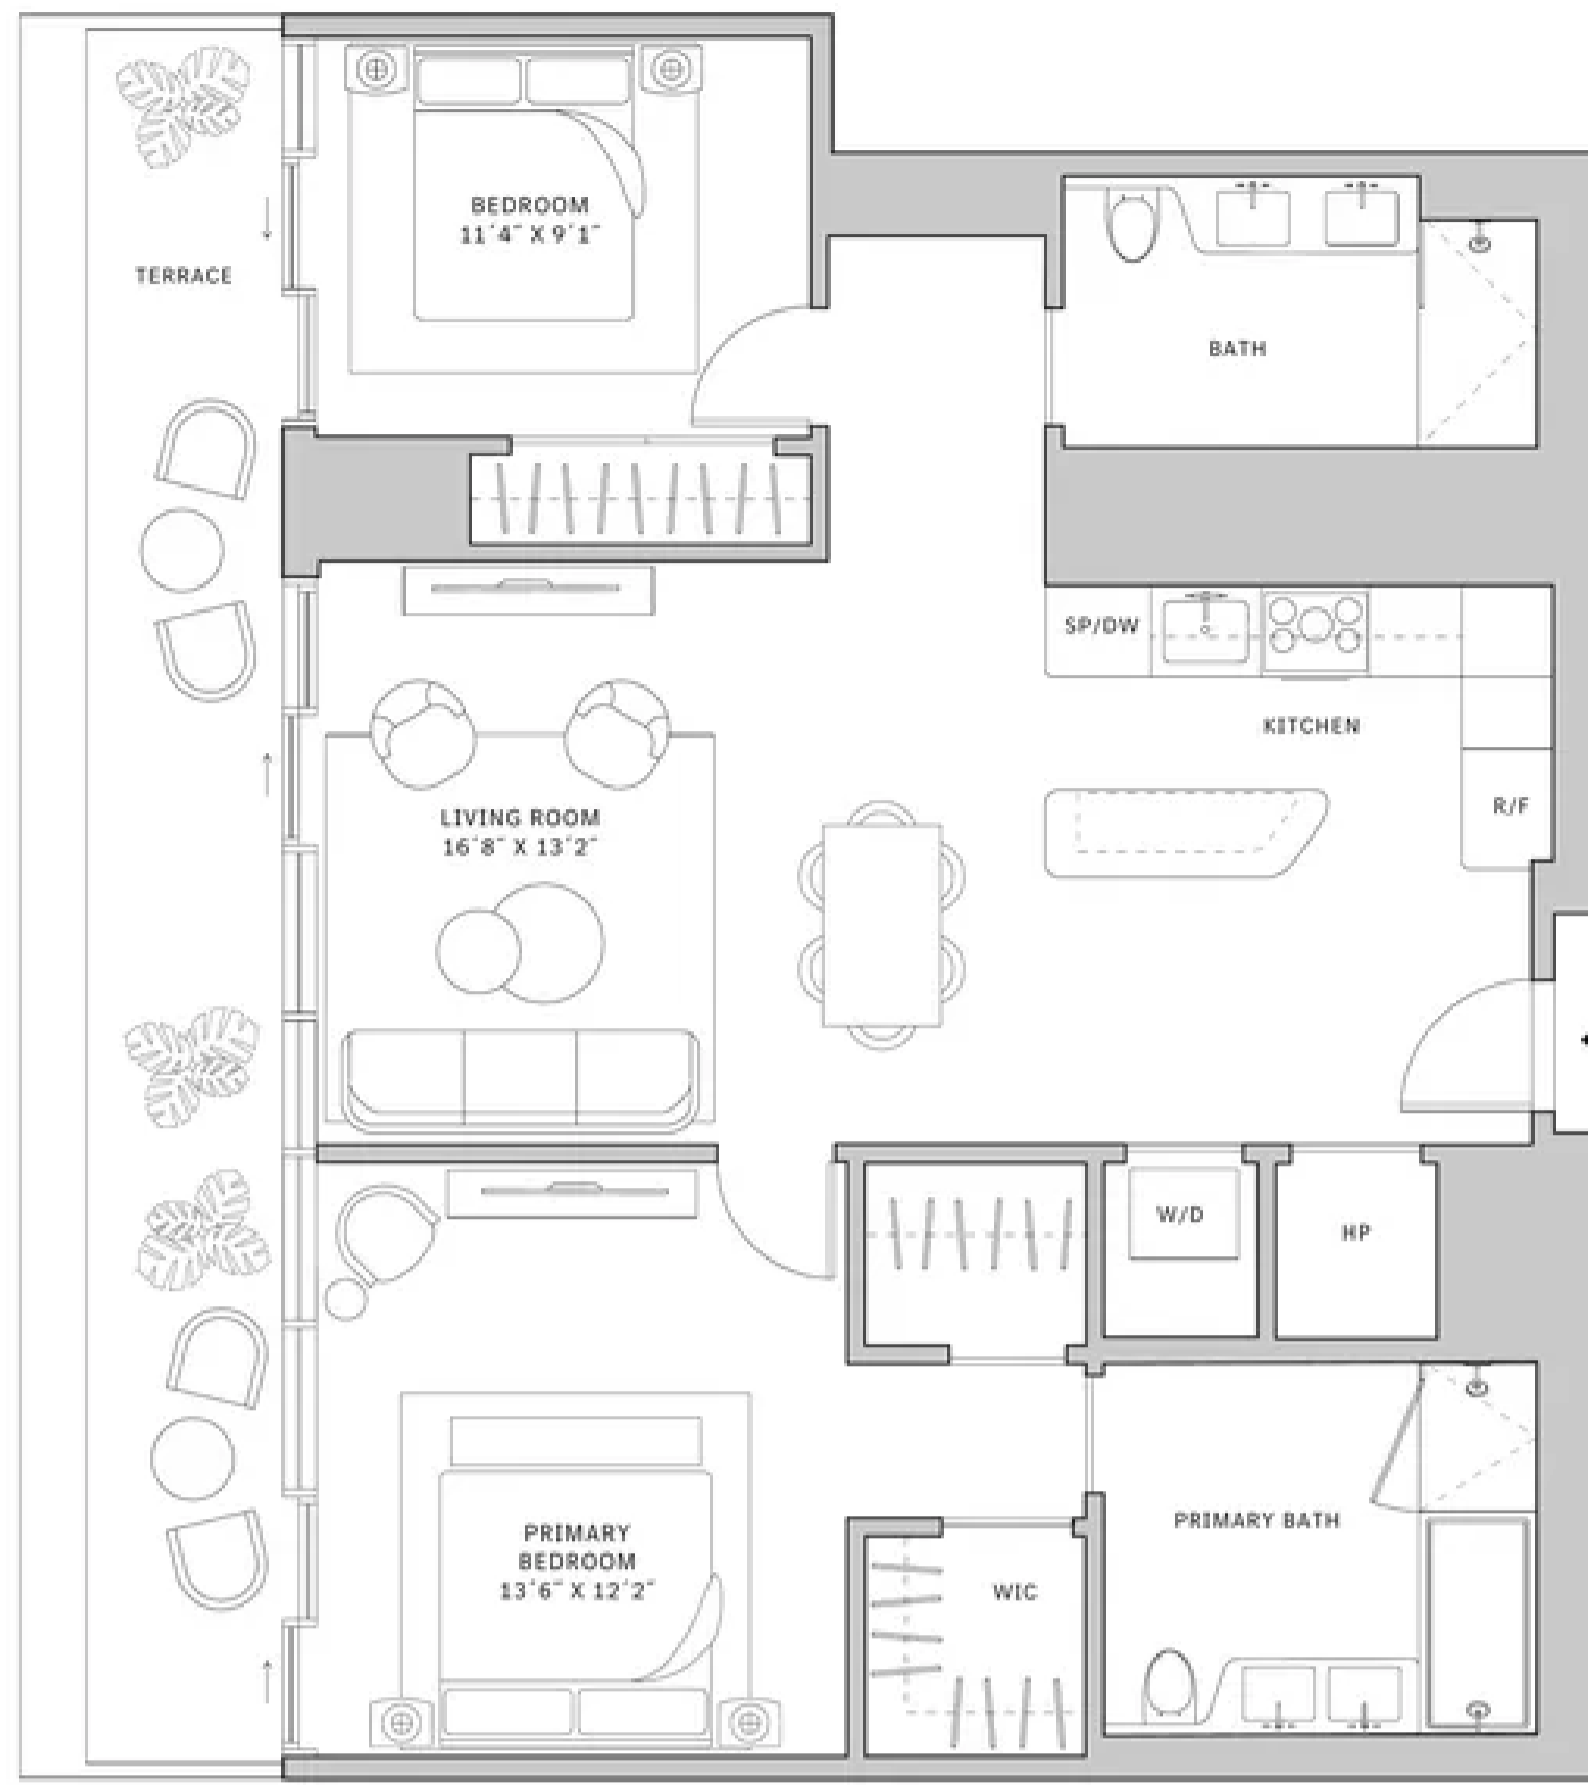 BEDROOM
11´4˝ X 9´1˝
TERRACE
BATH
SP/DW
KITCHEN
R/F
LIVING ROOM
16´8˝ X 13´2˝
W/D
HP
PRIMARY
BEDROOM
13´6˝ X 12´2˝
PRIMARY BATH
WIC